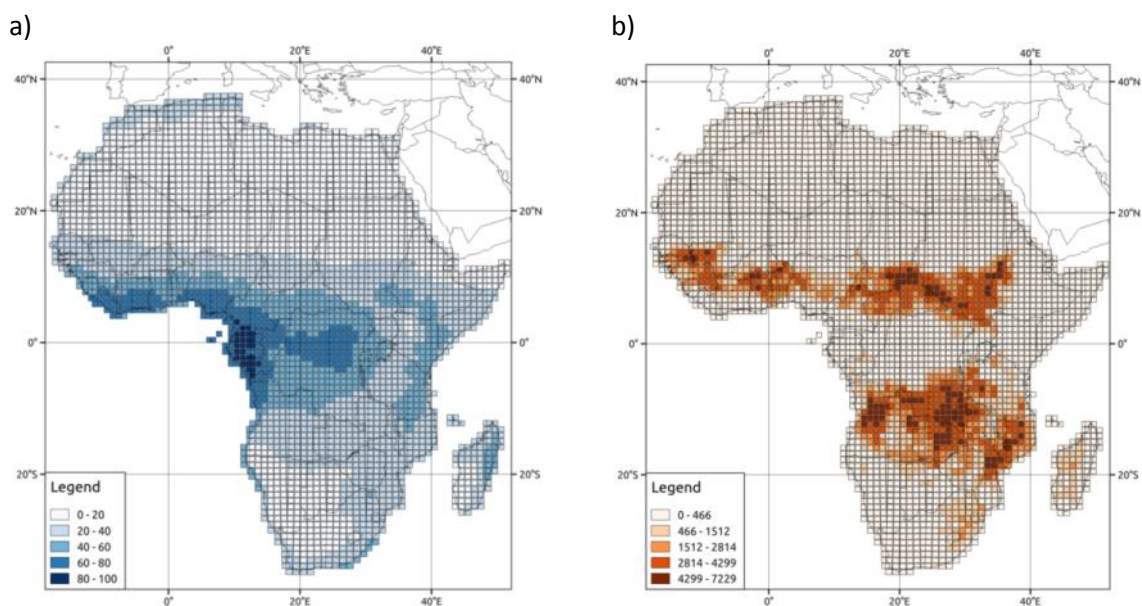 a)
b)
0° 20°E 40°E
0° 20°E 40°E
40°N 40°N
40°N 40°N
20°N 20°N
20°N 20°N
0° 0°
0° 0°
20°S 20°S
20°S 20°S
Legend
0 - 20
20 - 40
40 - 60
60 - 80
80 - 100
Legend
0 - 466
466 - 1512
1512 - 2814
2814 - 4299
4299 - 7229
0° 20°E 40°E
0° 20°E 40°E